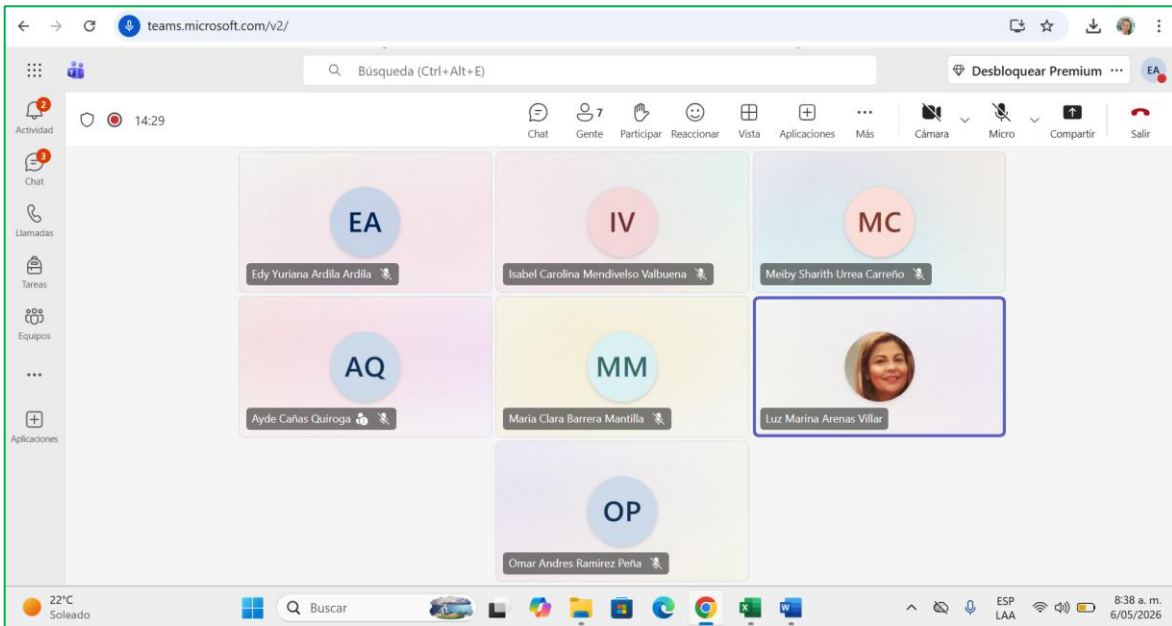 teams.microsoft.com/v2/
Búsqueda (Ctrl+Alt+E)
Desbloquear Premium ...
EA
2
Actividad
14:29
Chat
7
Gente
Participar
Reaccionar
Vista
Aplicaciones
Más
Cámara
Micro
Compartir
Salir
3
Chat
Llamadas
Tareas
Equipos
Aplicaciones
EA
Edy Yuriana Ardila Ardila
IV
Isabel Carolina Mendivelso Valbuena
MC
Meiby Sharith Urrea Carreño
AQ
Ayde Cañas Quiroga
MM
Maria Clara Barrera Mantilla
Luz Marina Arenas Villar
OP
Omar Andres Ramirez Peña
22°C
Soleado
Buscar
ESP
LAA
8:38 a. m.
6/05/2026